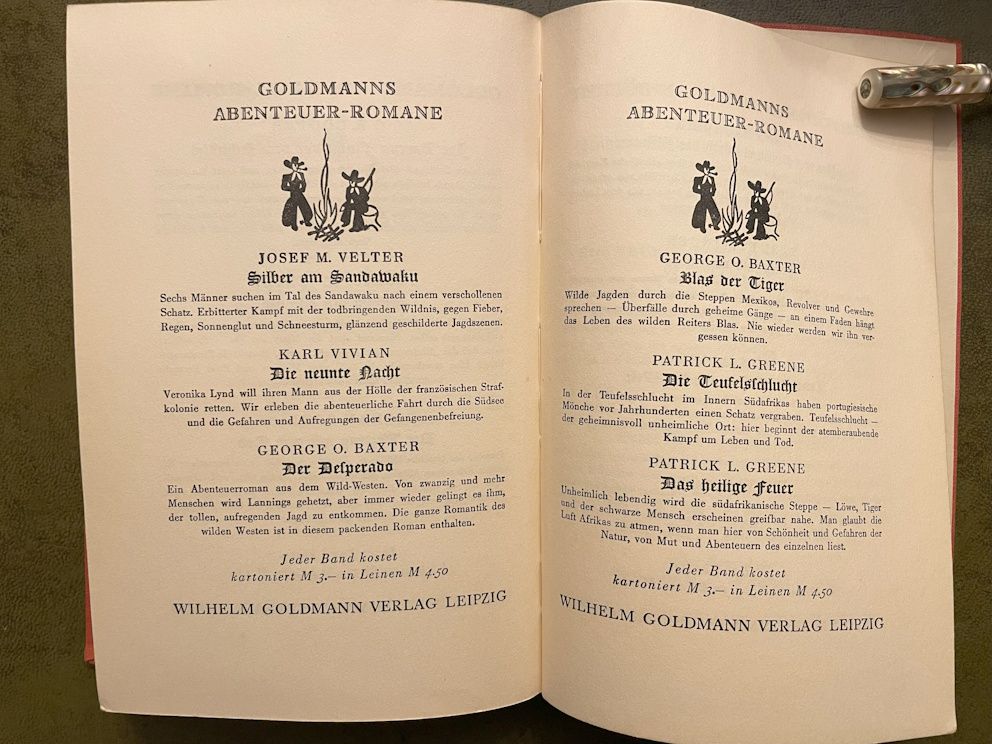 GOLDMANNS
ABENTEUER-ROMANE
JOSEF M. VELTER
Silber am Sandawaku
Sechs Männer suchen im Tal des Sandawaku nach einem verschollenen
Schatz. Erbitterter Kampf mit der todbringenden Wildnis, gegen Fieber,
Regen, Sonnenglut und Schneesturm, glänzend geschilderte Jagdszenen.
KARL VIVIAN
Die neunte Nacht
Veronika Lynd will ihren Mann aus der Hölle der französischen Straf-
kolonie retten. Wir erleben die abenteuerliche Fahrt durch die Südsee
und die Gefahren und Aufregungen der Gefangenenbefreiung.
GEORGE O. BAXTER
Der Desperado
Ein Abenteuerroman aus dem Wild-Westen. Von zwanzig und mehr
Menschen wird Lannings gehetzt, aber immer wieder gelingt es ihm,
der tollen, aufregenden Jagd zu entkommen. Die ganze Romantik des
wilden Westen ist in diesem packenden Roman enthalten.
Jeder Band kostet
kartoniert M 3.— in Leinen M 4.50
WILHELM GOLDMANN VERLAG LEIPZIG
GOLDMANNS
ABENTEUER-ROMANE
GEORGE O. BAXTER
Blas der Tiger
Wilde Jagden durch die Steppen Mexikos, Revolver und Gewehre
sprechen — Überfälle durch geheime Gänge — an einem Faden hängt
das Leben des wilden Reiters Blas. Nie wieder werden wir ihn ver-
gessen können.
PATRICK L. GREENE
Die Teufelsschlucht
In der Teufelsschlucht im Innern Südafrikas haben portugiesische
Mönche vor Jahrhunderten einen Schatz vergraben. Teufelsschlucht —
der geheimnisvoll unheimliche Ort: hier beginnt der atemberaubende
Kampf um Leben und Tod.
PATRICK L. GREENE
Das heilige Feuer
Unheimlich lebendig wird die südafrikanische Steppe — Löwe, Tiger
und der schwarze Mensch erscheinen greifbar nahe. Man glaubt die
Luft Afrikas zu atmen, wenn man hier von Schönheit und Gefahren der
Natur, von Mut und Abenteuern des einzelnen liest.
Jeder Band kostet
kartoniert M 3.— in Leinen M 4.50
WILHELM GOLDMANN VERLAG LEIPZIG